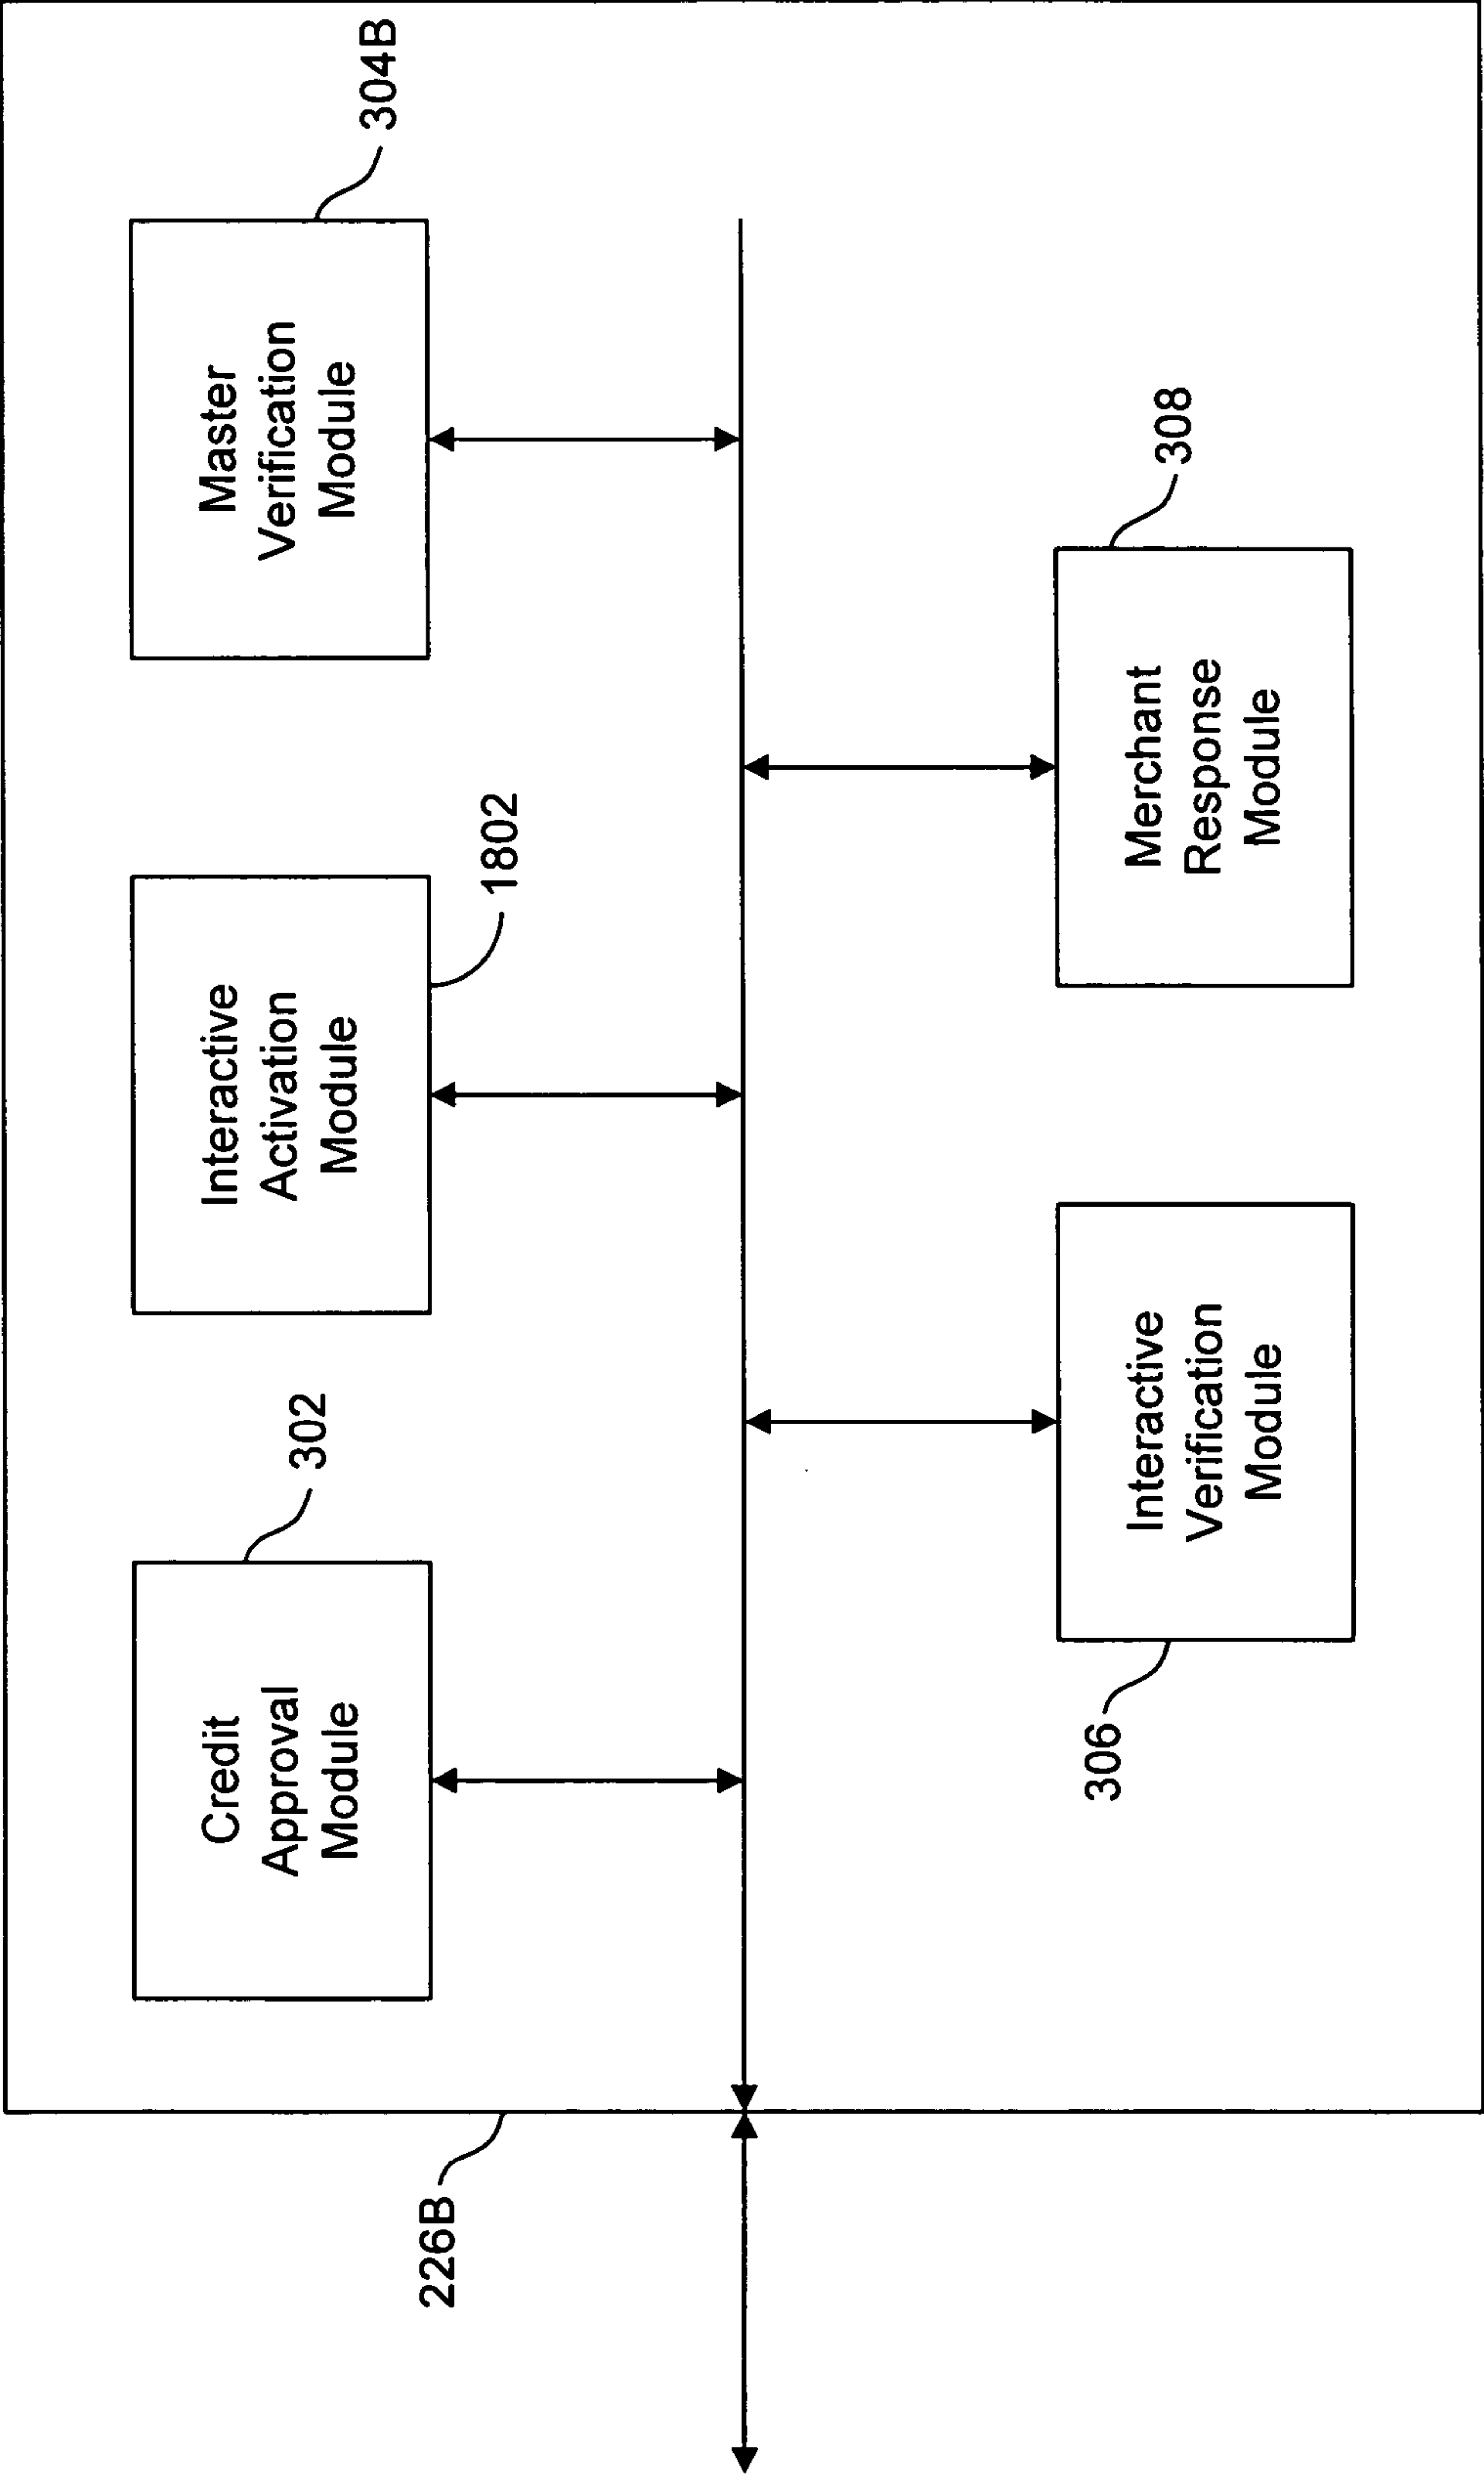 Credit
Approval
Module
302
Interactive
Activation
Module
1802
Master
Verification
Module
304B
226B
306
Interactive
Verification
Module
Merchant
Response
Module
308